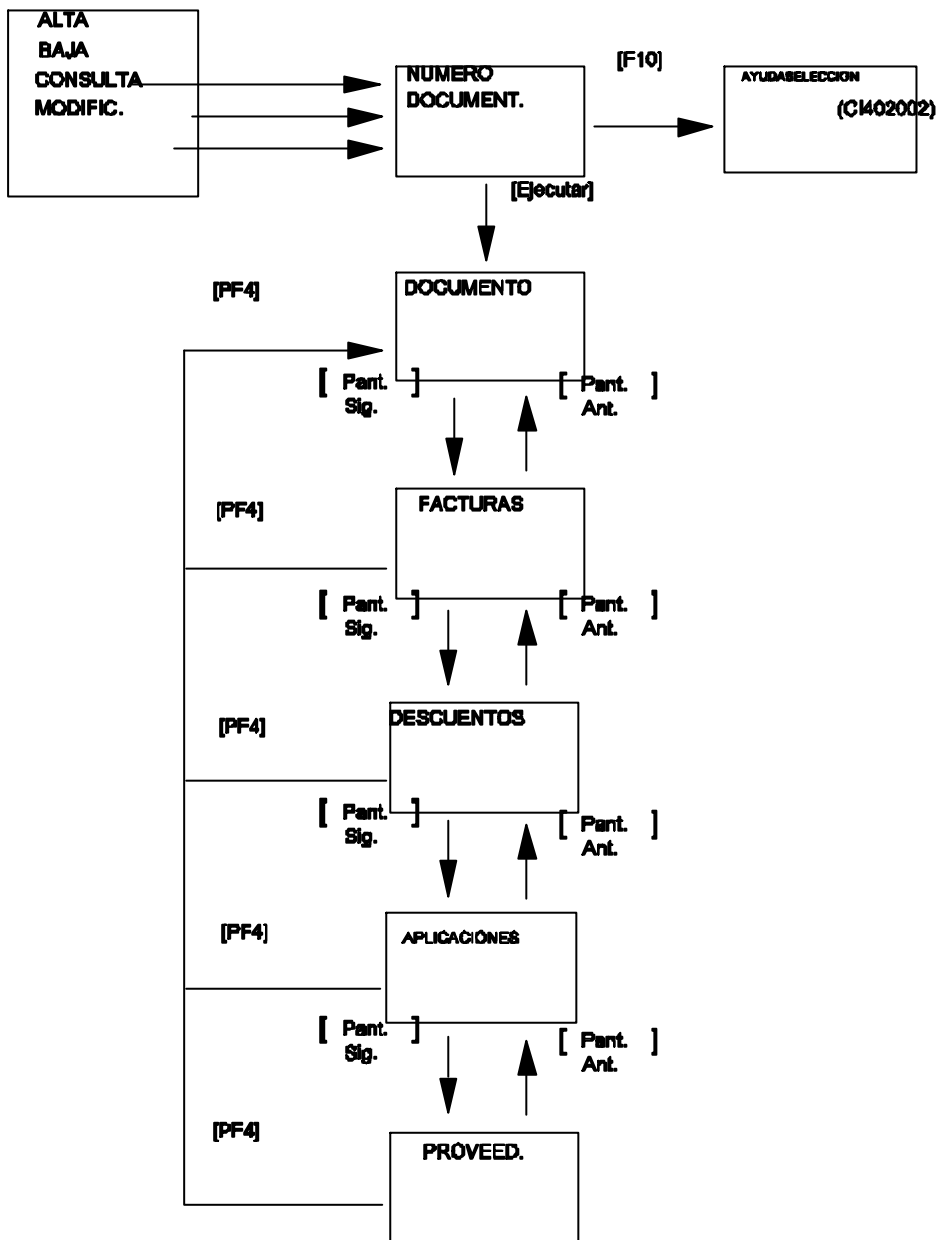 ALTA
BAJA
CONSULTA
MODIFIC.
NUMERO
DOCUMENT.
[F10]
AYUDASELECCION
(CI402002)
[Ejecutar]
[PF4]
DOCUMENTO
[ Pant. ]
Sig.
[ Pant. ]
Ant.
[PF4]
FACTURAS
[ Pant. ]
Sig.
[ Pant. ]
Ant.
[PF4]
DESCUENTOS
[ Pant. ]
Sig.
[ Pant. ]
Ant.
[PF4]
APLICACIONES
[ Pant. ]
Sig.
[ Pant. ]
Ant.
[PF4]
PROVEED.